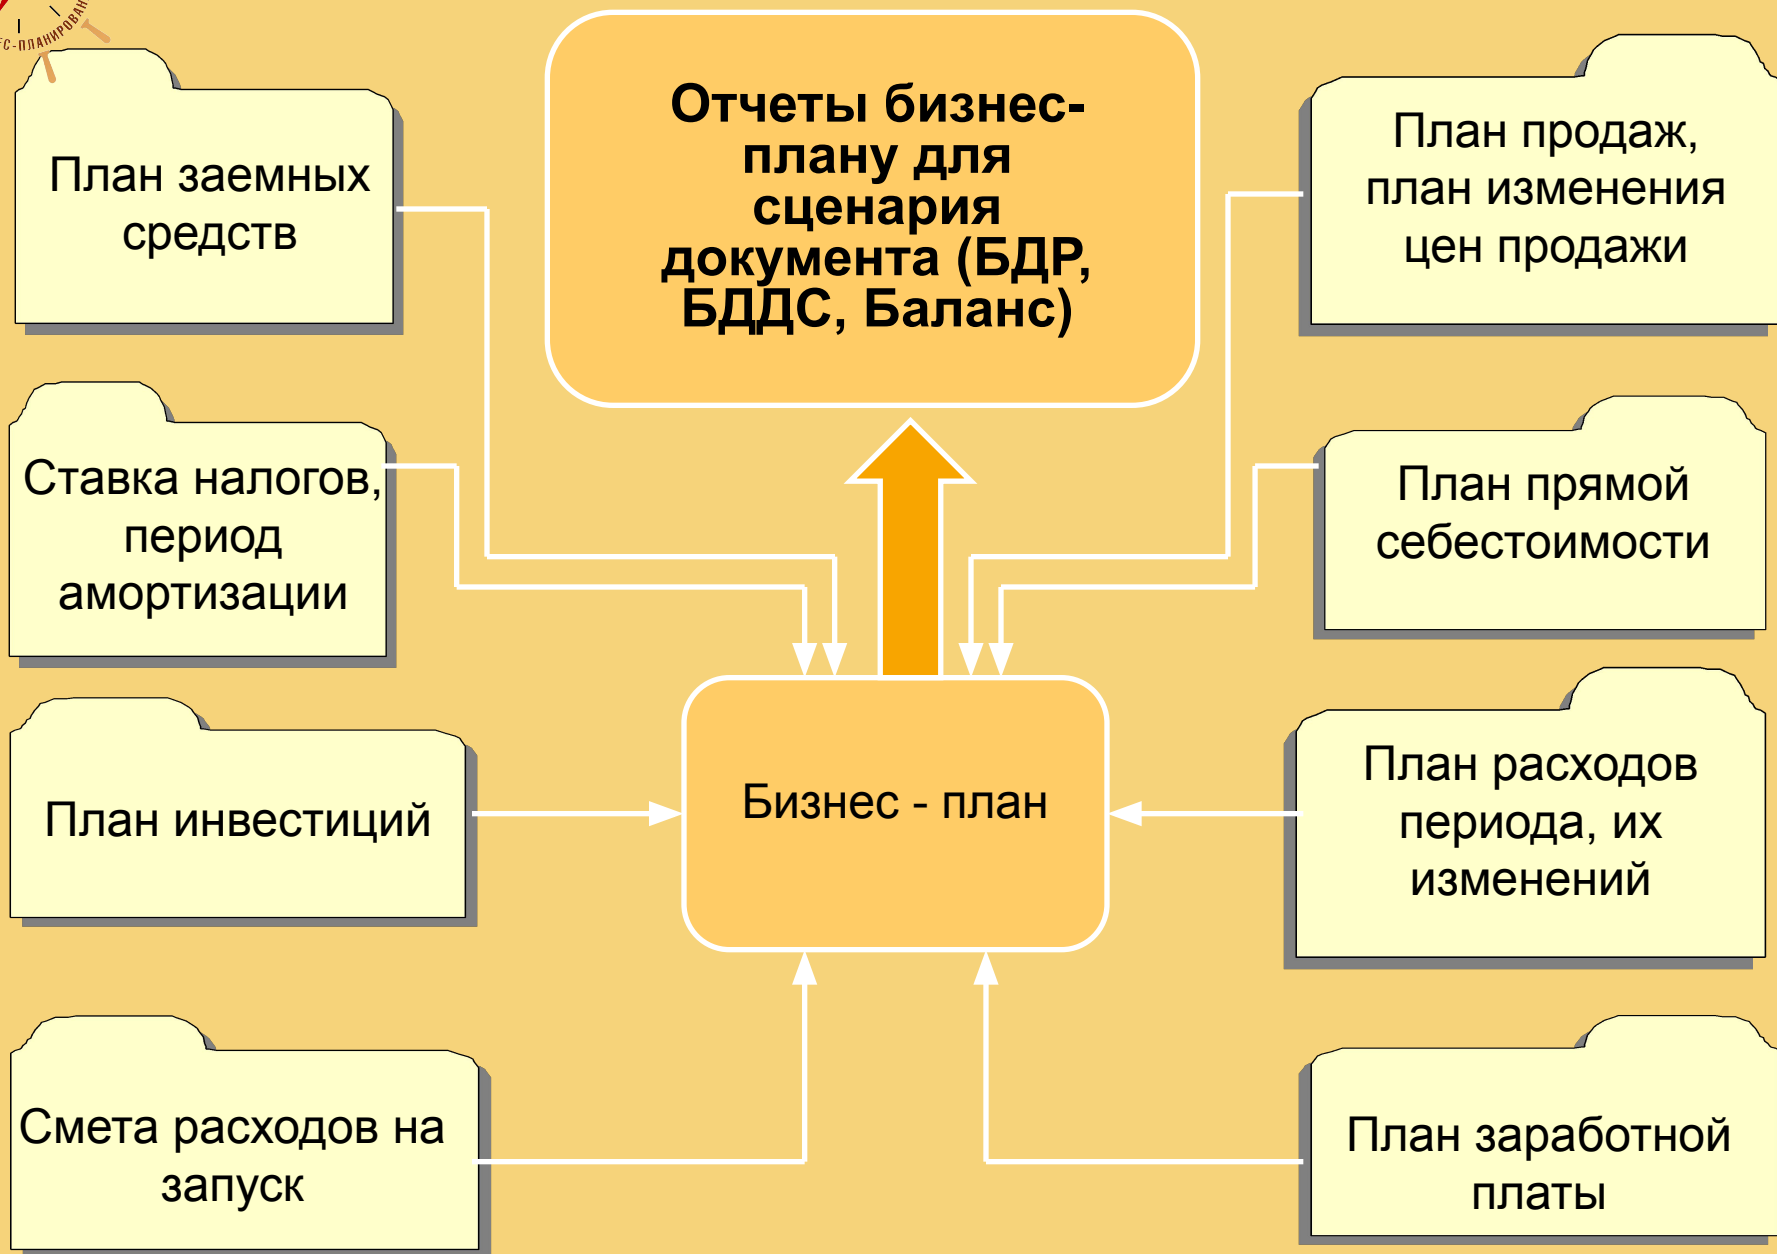 С-ПЛАНИРОВАН
Отчеты бизнес-
плану для
сценария
документа (БДР,
БДДС, Баланс)
План заемных
средств
План продаж,
план изменения
цен продажи
Ставка налогов,
период
амортизации
План прямой
себестоимости
План инвестиций
Бизнес - план
План расходов
периода, их
изменений
Смета расходов на
запуск
План заработной
платы